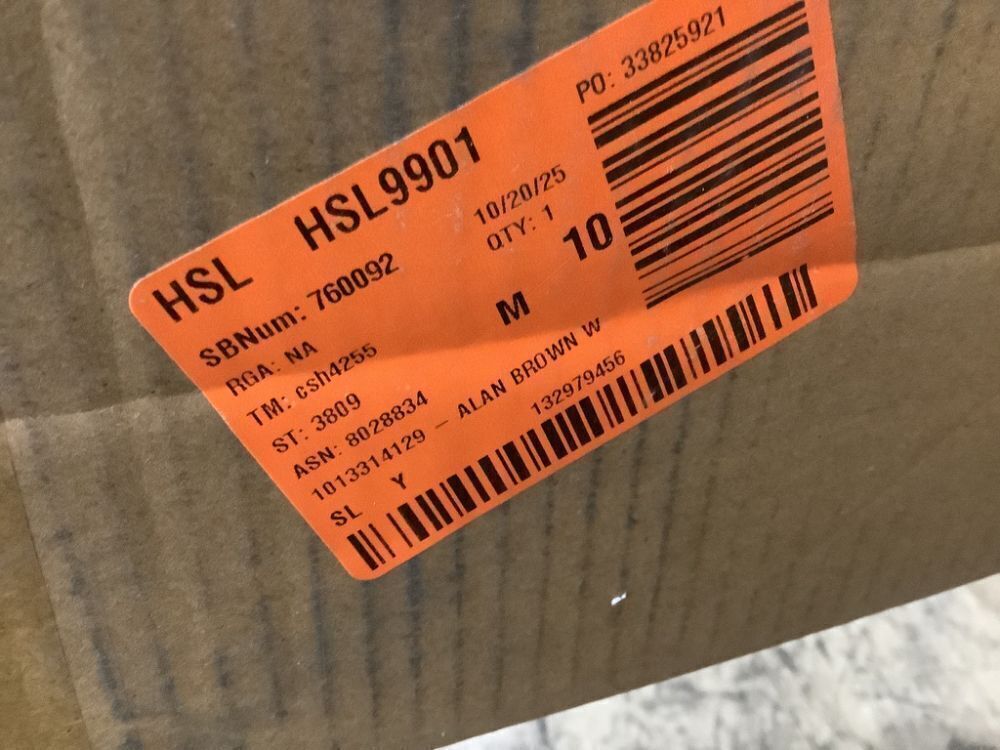 HSL HSL9901 PO: 33825921
SBNum: 760092 10/20/25
RGA: NA QTY: 1
TM: csh4255 M 10
ST: 3809
ASN: 8028834
1013314129 – ALAN BROWN W
SL Y 132979456